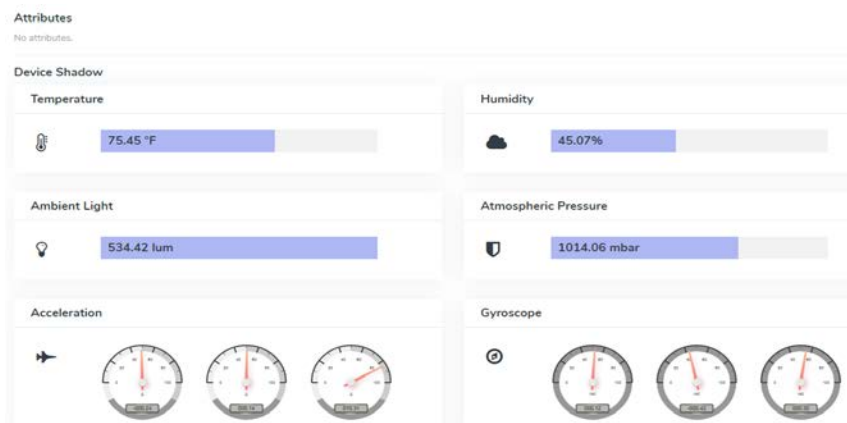 Attributes
No attributes.
Device Shadow
Temperature
75.45 °F
Humidity
45.07%
Ambient Light
534.42 lum
Atmospheric Pressure
1014.06 mbar
Acceleration
Gyroscope